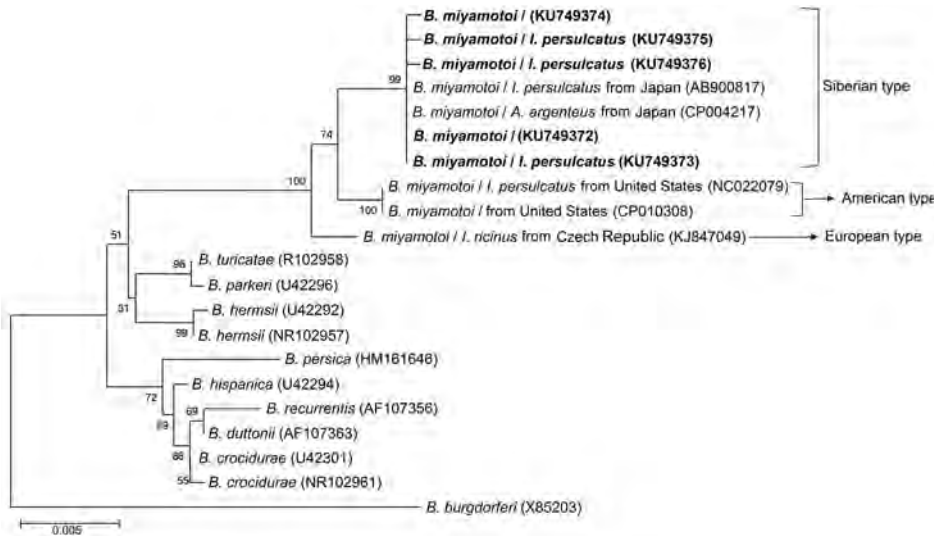 B. miyamotoi / (KU749374)
B. miyamotoi / I. persulcatus (KU749375)
B. miyamotoi / I. persulcatus (KU749376)
99
Siberian type
B. miyamotoi / I. persulcatus from Japan (AB900817)
B. miyamotoi / A. argenteus from Japan (CP004217)
74
B. miyamotoi / (KU749372)
B. miyamotoi / I. persulcatus (KU749373)
100
B. miyamotoi / I. persulcatus from United States (NC022079)
American type
100
B. miyamotoi / from United States (CP010308)
B. miyamotoi / I. ricinus from Czech Republic (KJ847049)
European type
51
B. turicatae (R102958)
96
B. parkeri (U42296)
51
B. hermsii (U42292)
99
B. hermsii (NR102957)
B. persica (HM161646)
72
B. hispanica (U42294)
69
B. recurrentis (AF107356)
89
B. duttonii (AF107363)
86
B. crocidurae (U42301)
55
B. crocidurae (NR102961)
B. burgdorferi (X85203)
0.005